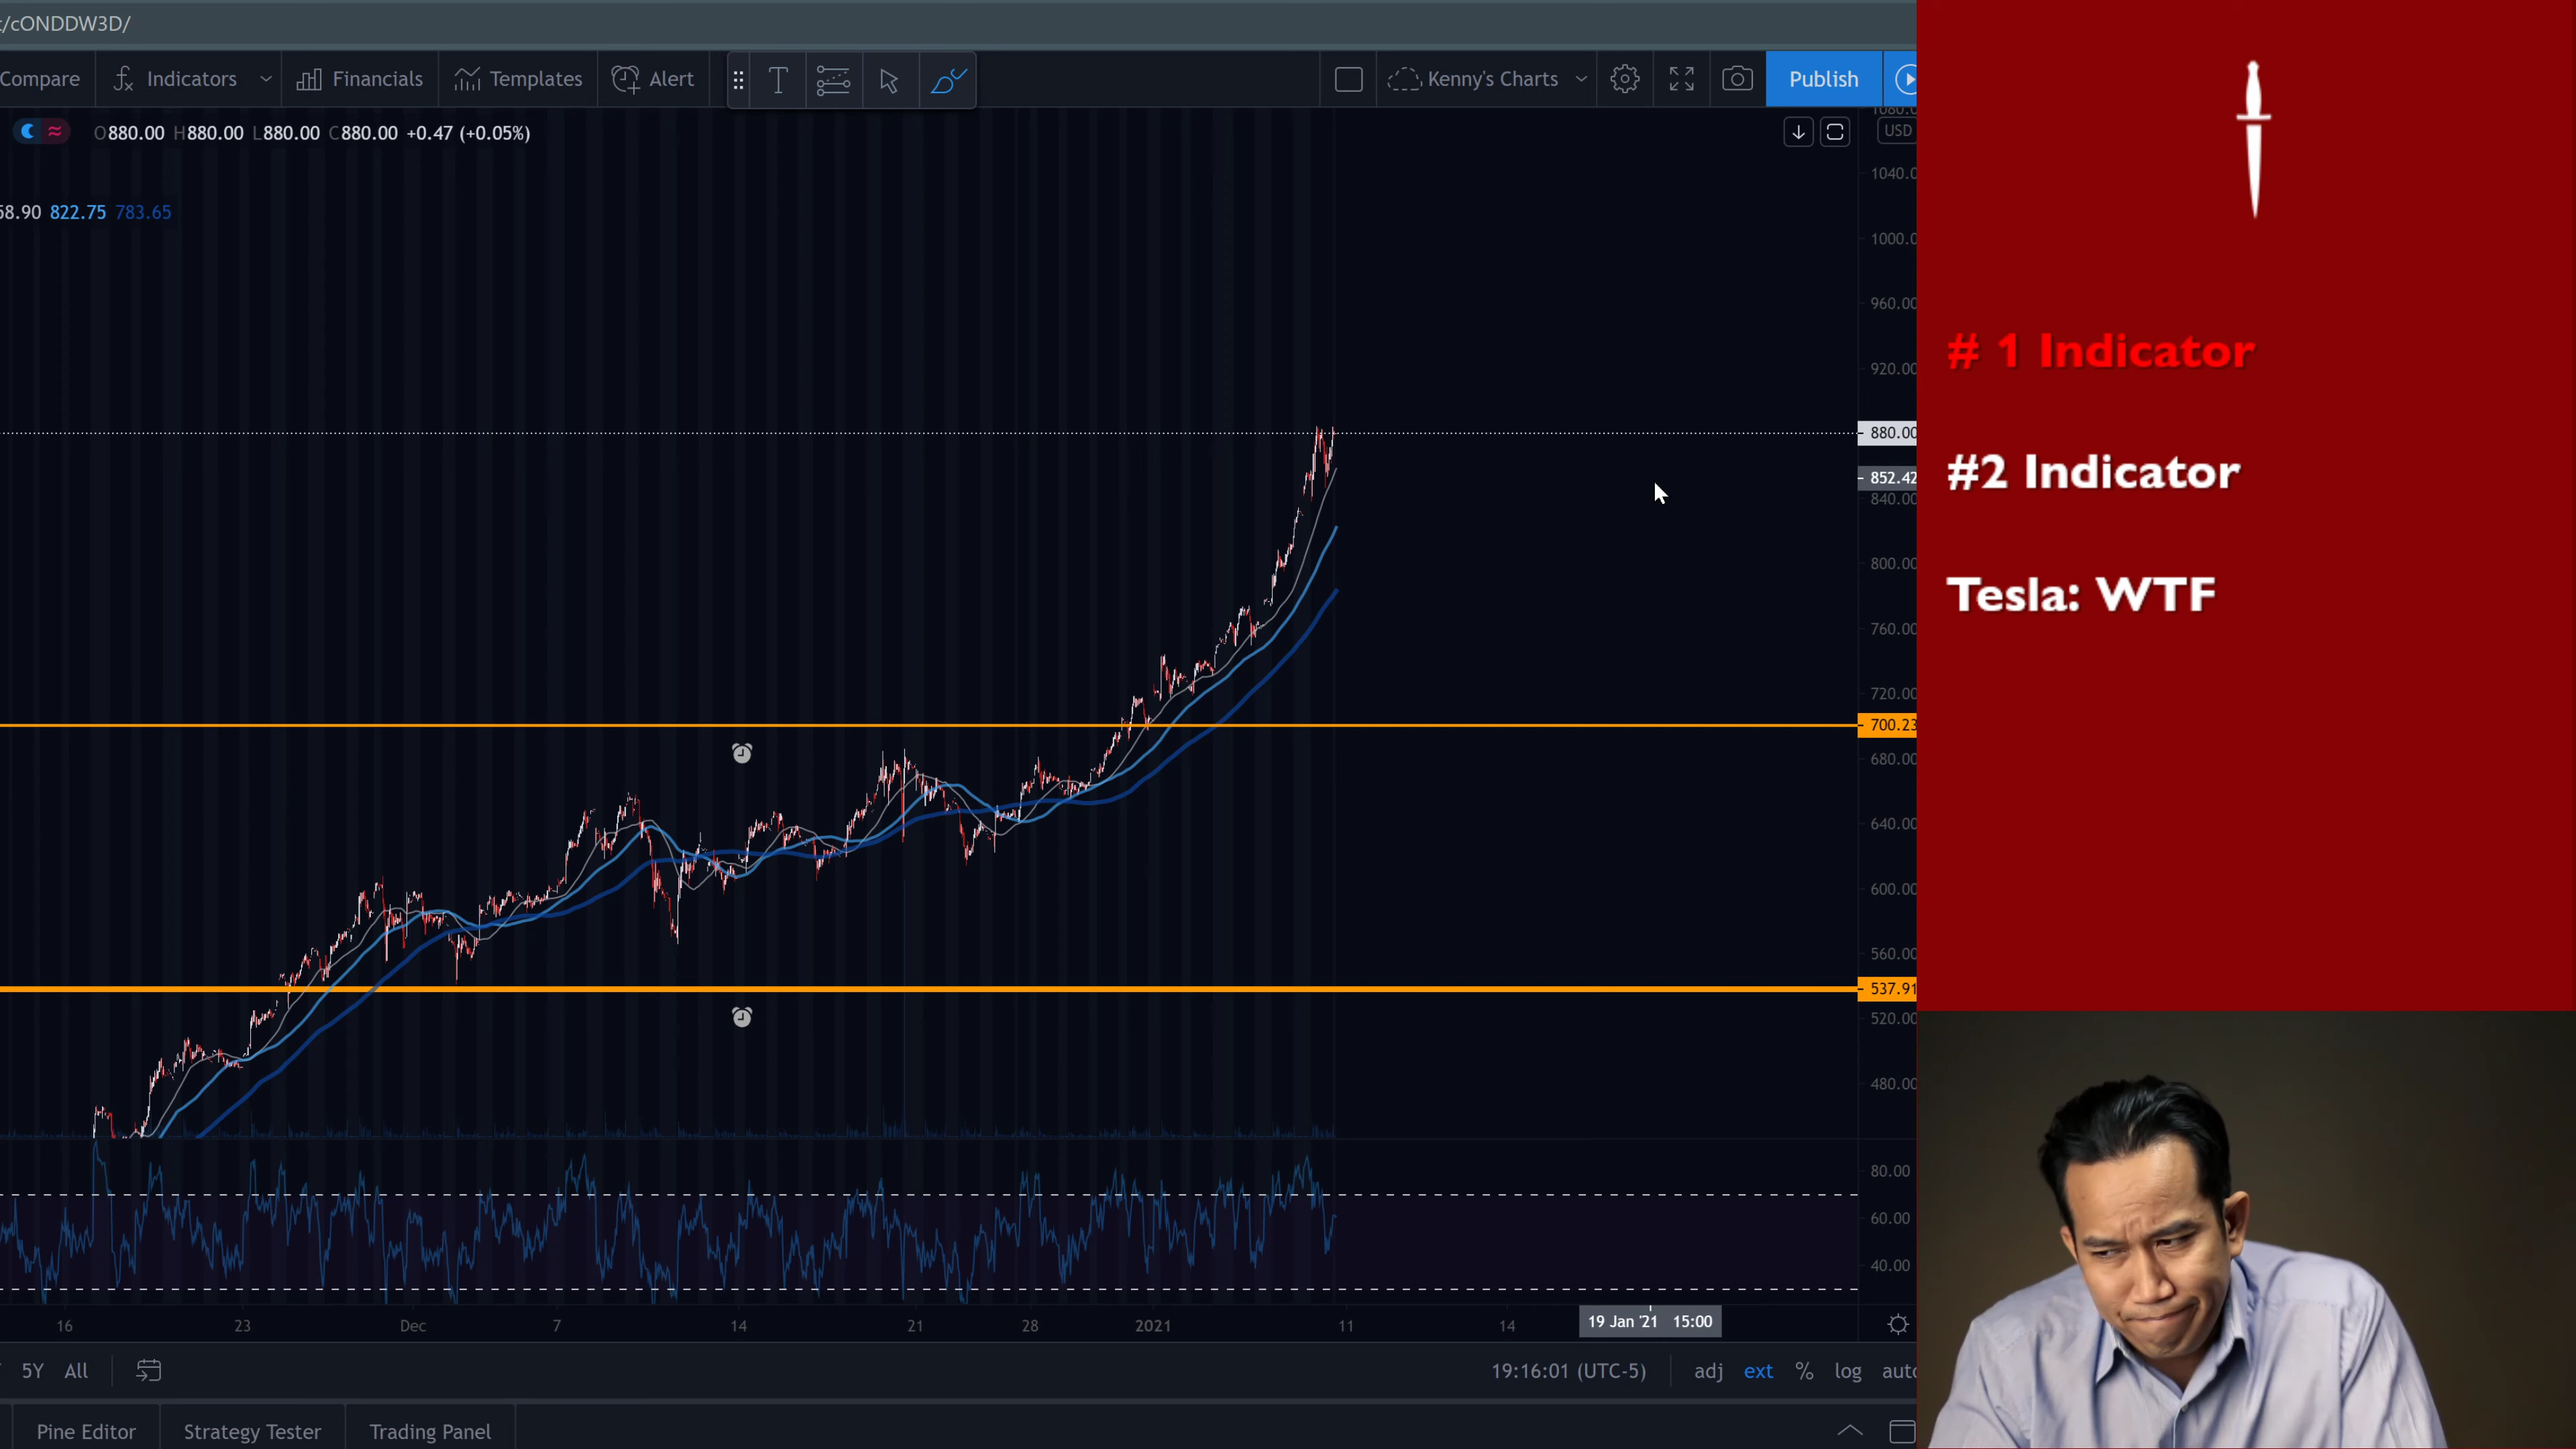 :/cONDDW3D/
Compare Indicators Financials Templates Alert T Kenny's Charts Publish
O880.00 H880.00 L880.00 C880.00 +0.47 (+0.05%)
USD
822.75 783.65
1040.0
1000.0
960.00
920.00
880.00
852.42
840.00
800.00
760.00
720.00
700.23
680.00
640.00
600.00
560.00
537.91
520.00
480.00
80.00
60.00
40.00
16 23 Dec 7 14 21 28 2021 11 14 19 Jan '21 15:00
5Y All 19:16:01 (UTC-5) adj ext % log auto
Pine Editor Strategy Tester Trading Panel
# 1 Indicator
#2 Indicator
Tesla: WTF